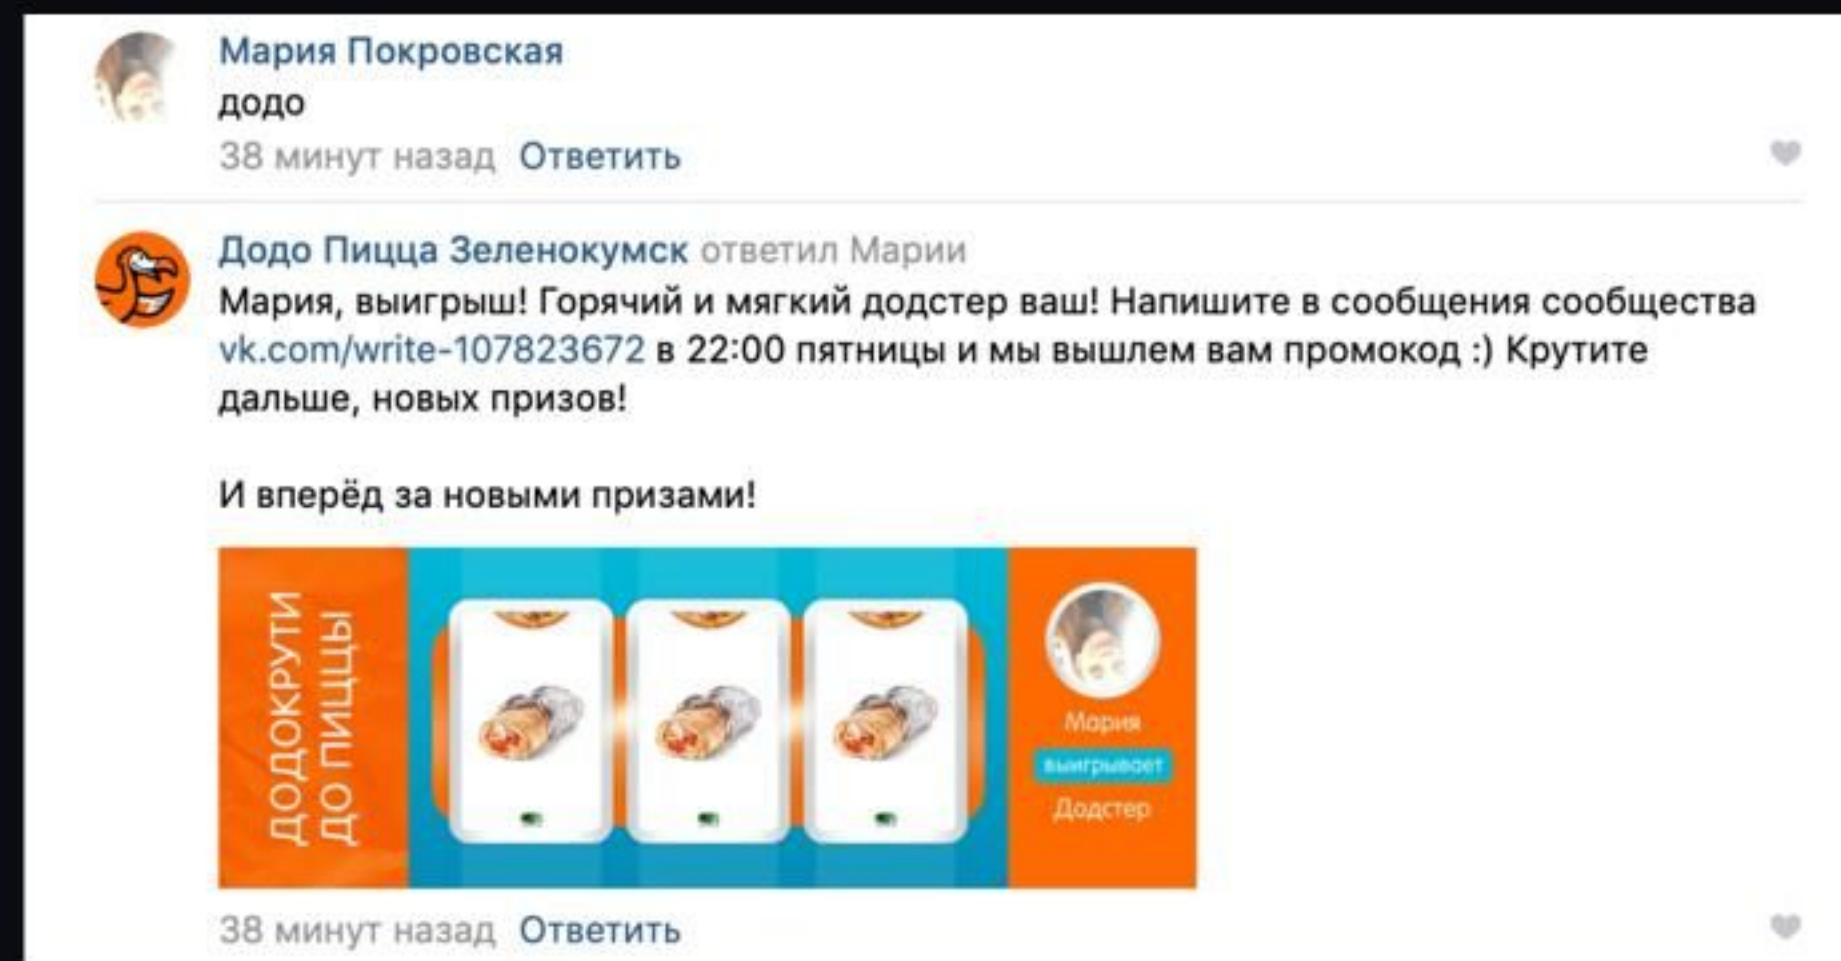 Мария Покровская
додо
38 минут назад Ответить
Додо Пицца Зеленокумск ответил Марии
Мария, выигрыш! Горячий и мягкий додстер ваш! Напишите в сообщения сообщества
vk.com/write-107823672 в 22:00 пятницы и мы вышлем вам промокод :) Крутите
дальше, новых призов!
И вперёд за новыми призами!
ДОДОКРУТИ
ДО ПИЦЦЫ
Мария
выигрывает
Додстер
38 минут назад Ответить